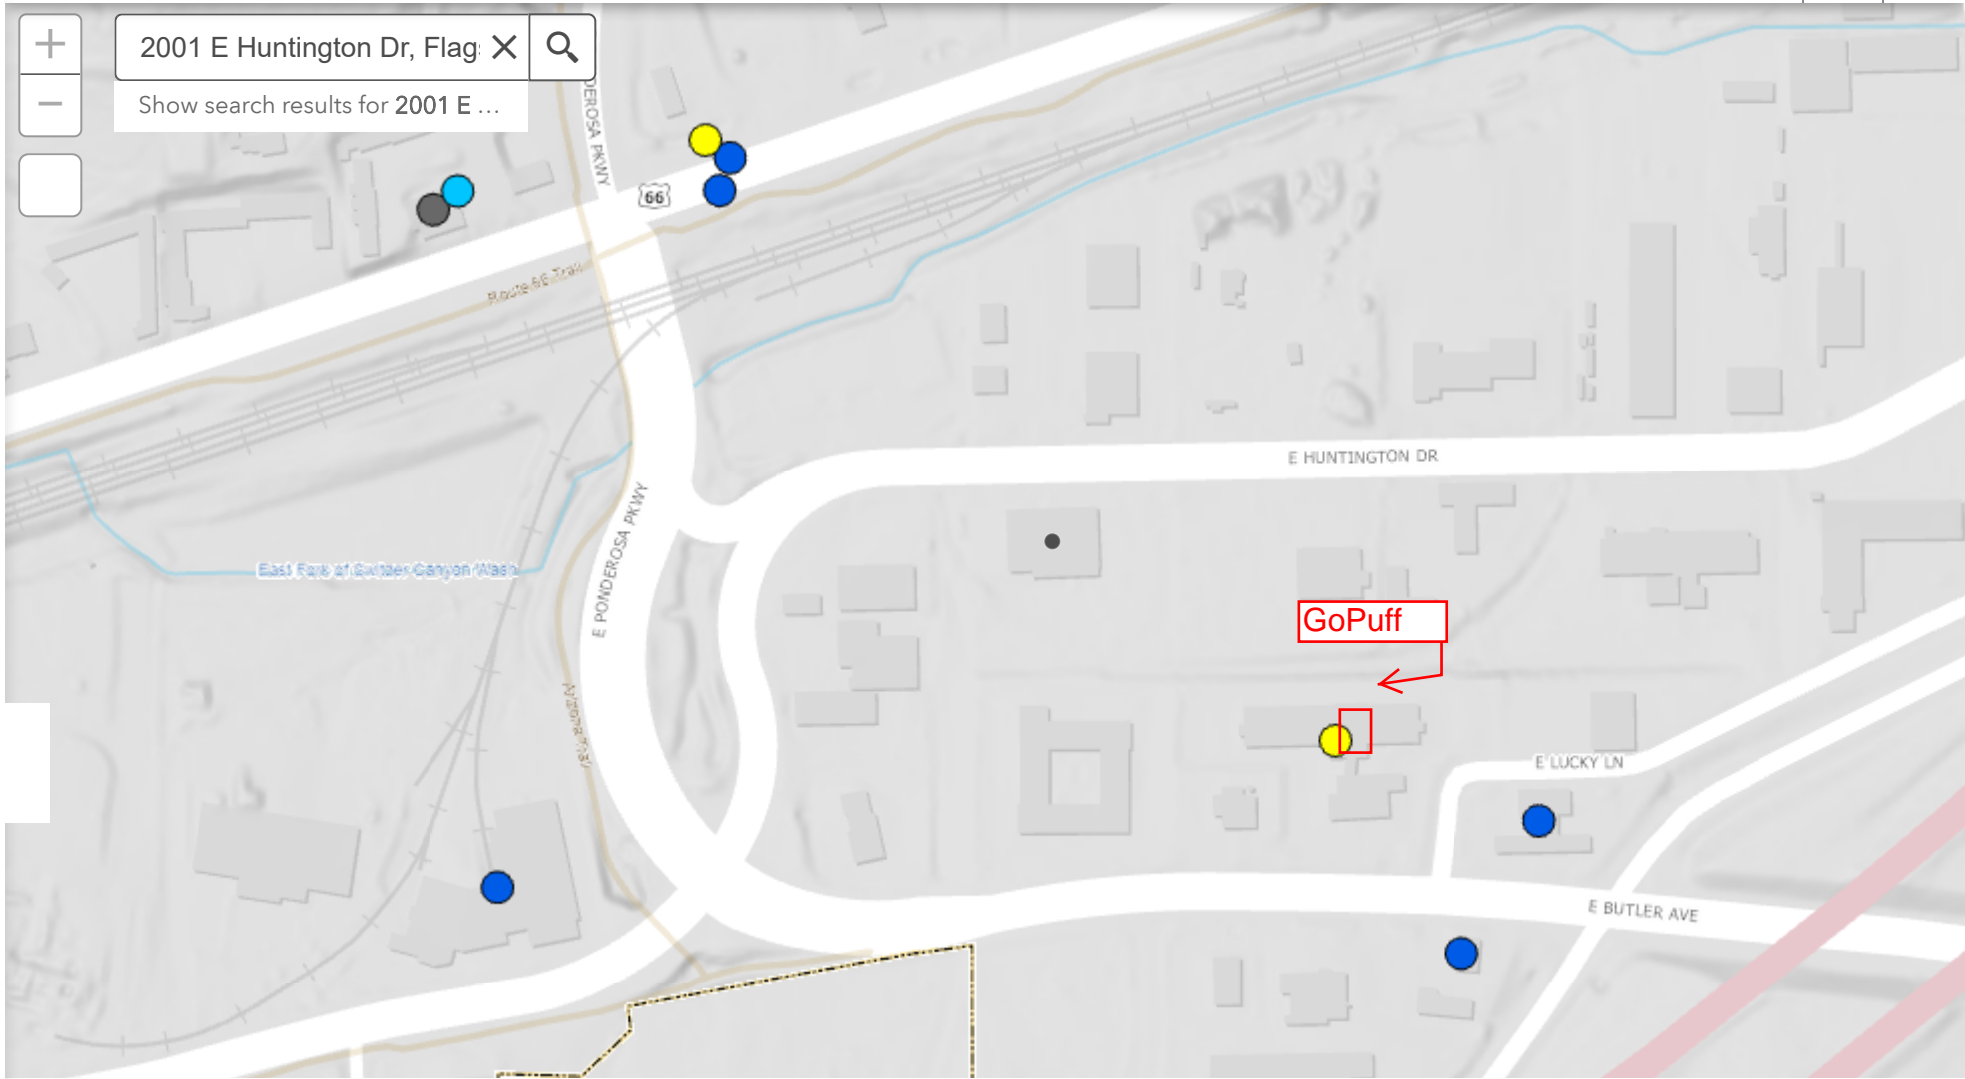 2001 E Huntington Dr, Flag
Show search results for 2001 E ...
DEROSA PKWY
66
Route 66 Trail
E HUNTINGTON DR
E PONDEROSA PKWY
East Fork of Switzer Canyon Wash
GoPuff
Arizona Trail
E LUCKY LN
E BUTLER AVE